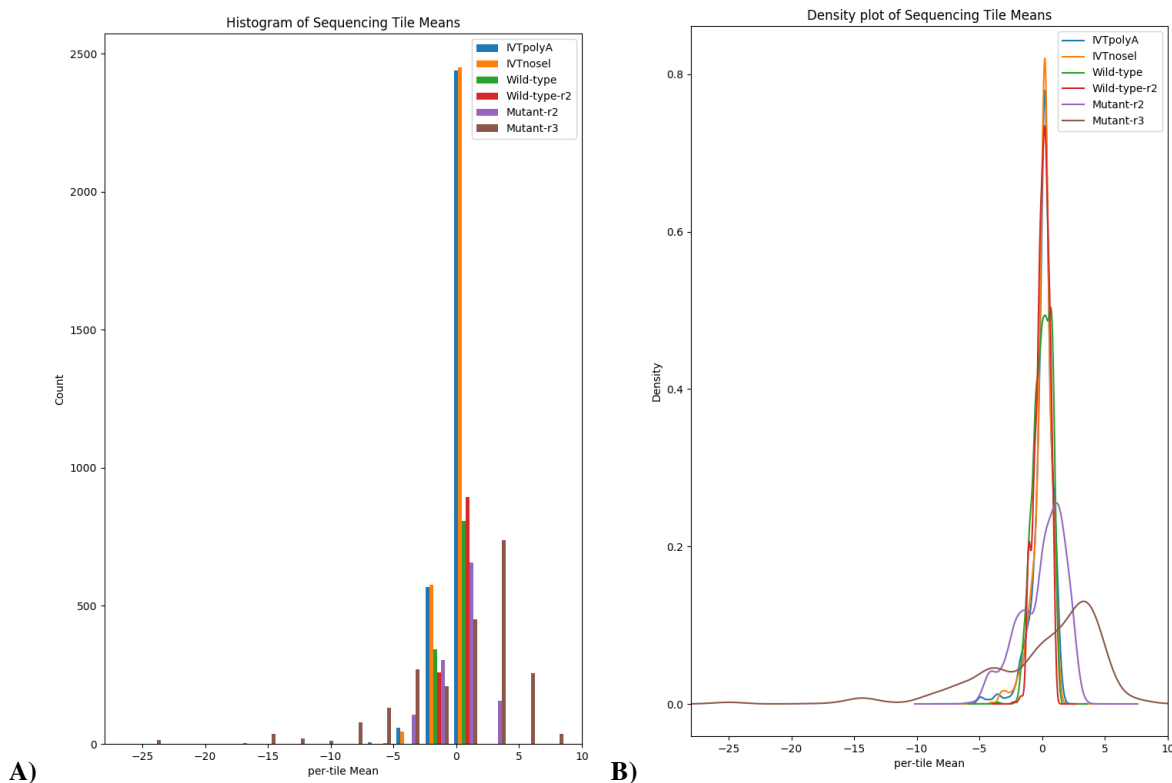 Histogram of Sequencing Tile Means
2500
2000
1500
1000
500
0
Count
−25
−20
−15
−10
−5
0
5
10
per-tile Mean
IVTpolyA
IVTnosel
Wild-type
Wild-type-r2
Mutant-r2
Mutant-r3
A)
Density plot of Sequencing Tile Means
0.8
0.6
0.4
0.2
0.0
Density
−25
−20
−15
−10
−5
0
5
10
per-tile Mean
IVTpolyA
IVTnosel
Wild-type
Wild-type-r2
Mutant-r2
Mutant-r3
B)